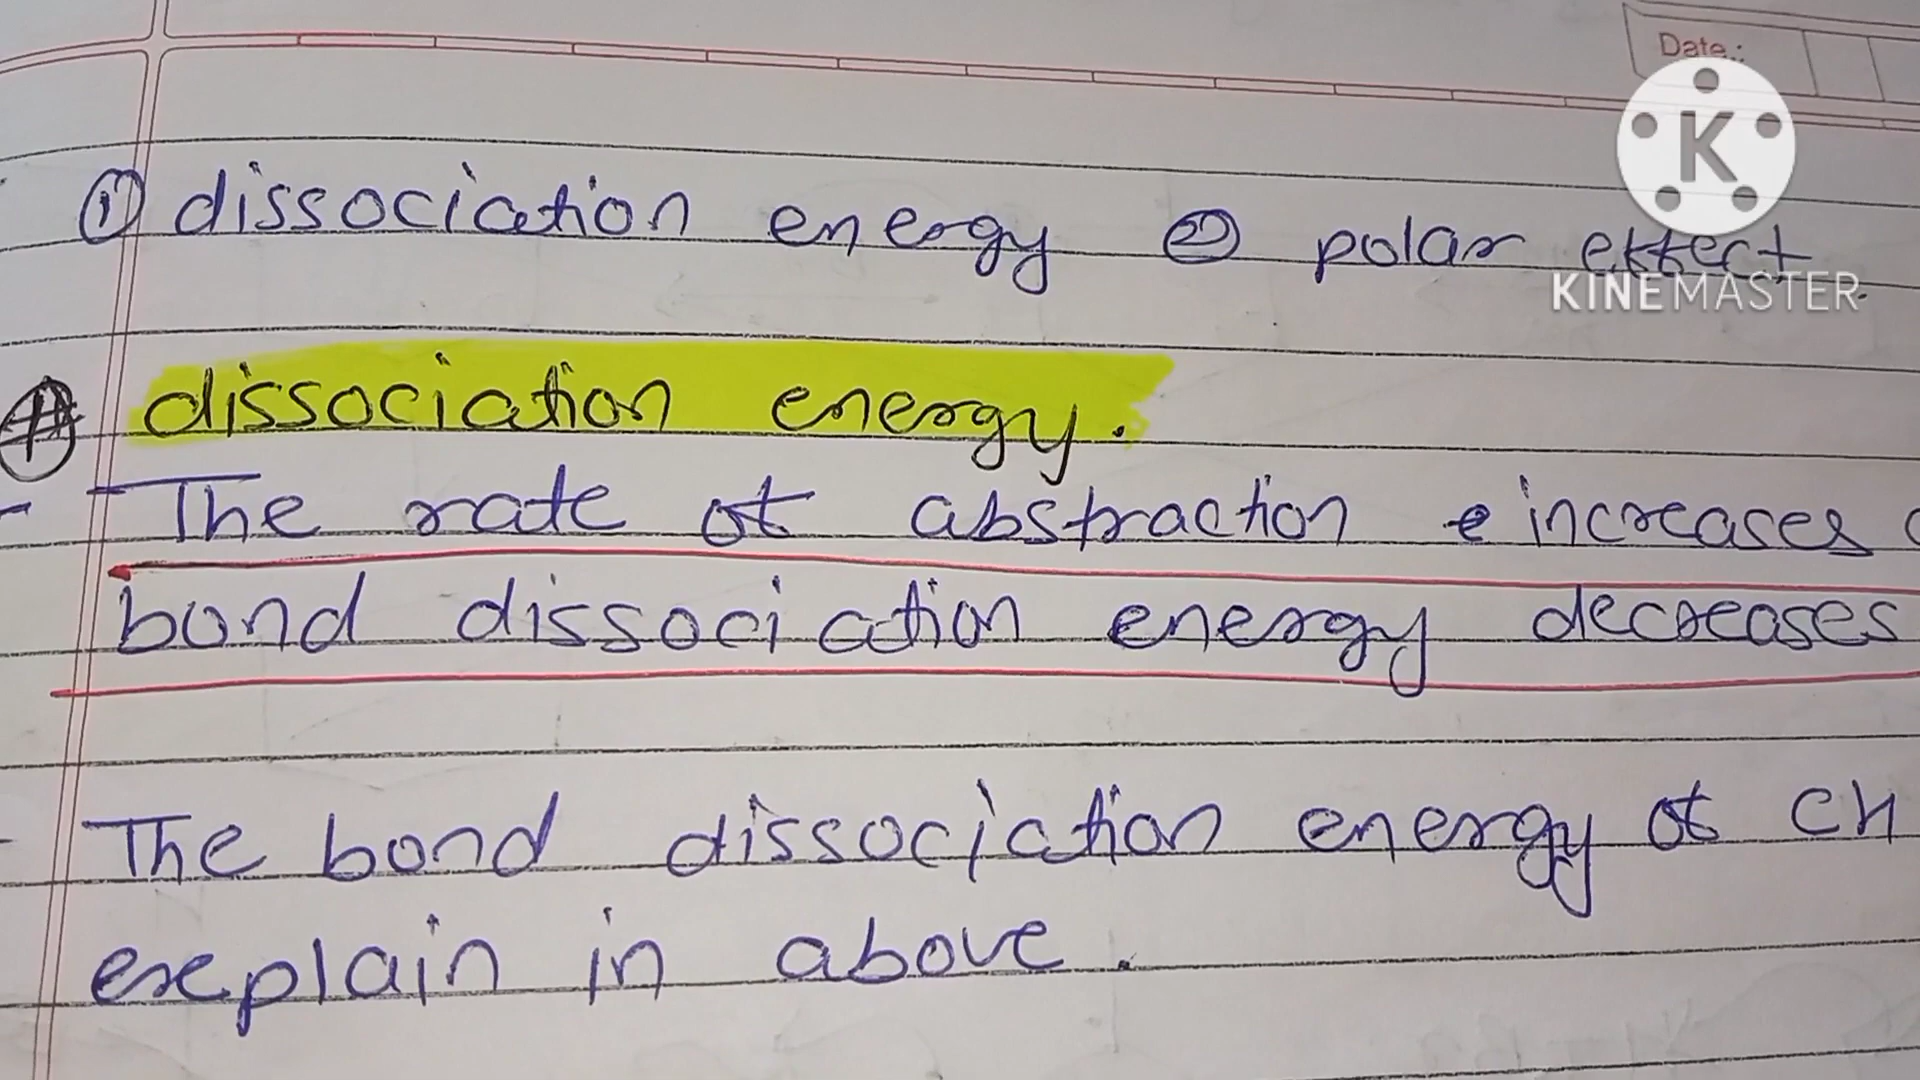 Date.:
K
① dissociation energy ② polar effect
KINEMASTER
dissociation energy.
- The rate of abstraction increases
bond dissociation energy decreases
- The bond dissociation energy of CH
explain in above.